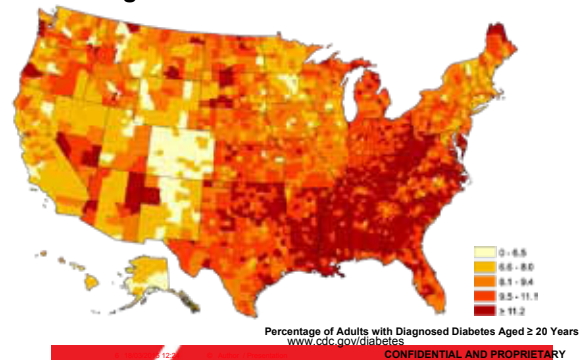 0 - 6.5
6.6 - 8.0
8.1 - 9.4
9.5 - 11.1
≥ 11.2
Percentage of Adults with Diagnosed Diabetes Aged ≥ 20 Years
www.cdc.gov/diabetes
CONFIDENTIAL AND PROPRIETARY